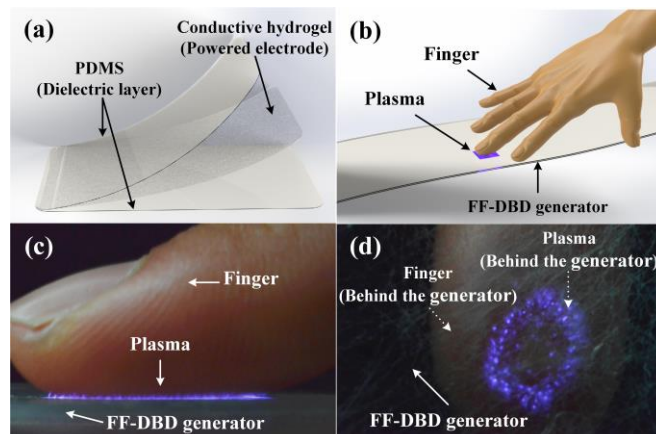 (a)
Conductive hydrogel
(Powered electrode)
PDMS
(Dielectric layer)
(b)
Finger
Plasma
FF-DBD generator
(c)
Finger
Plasma
FF-DBD generator
(d)
Plasma
(Behind the generator)
Finger
(Behind the generator)
FF-DBD generator